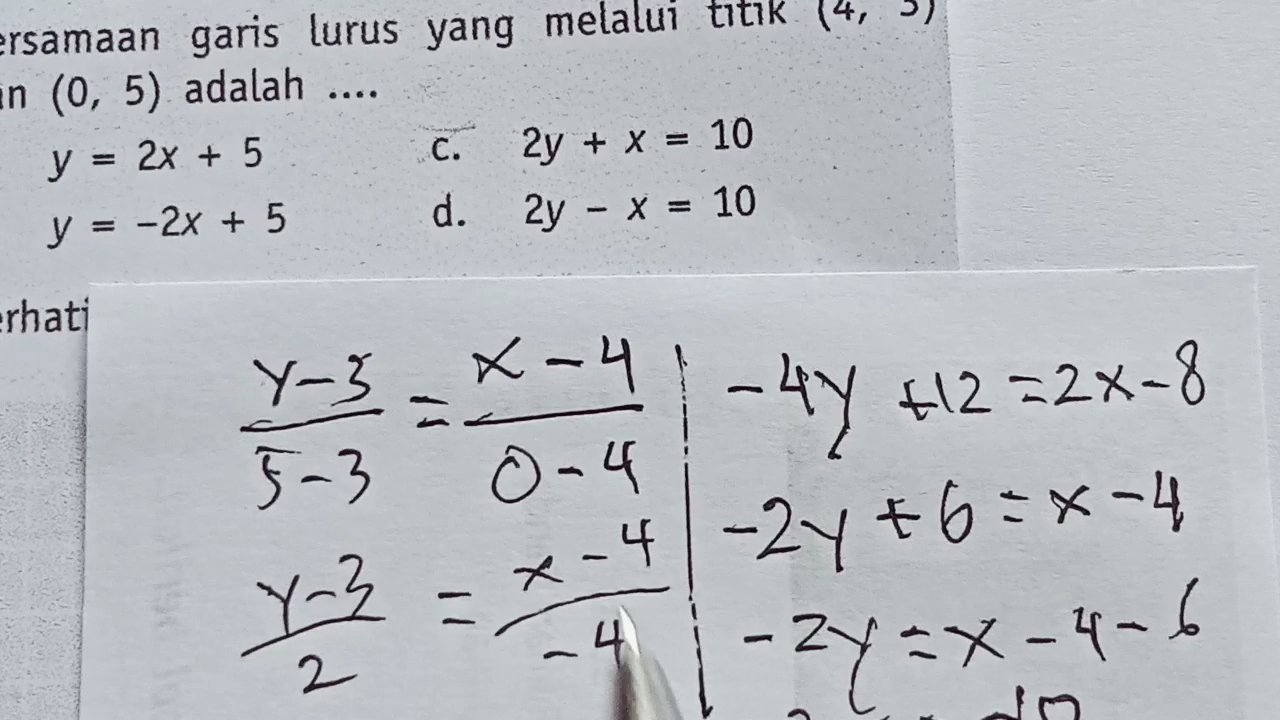 ersamaan garis lurus yang melalui titik (4, 3)
an (0, 5) adalah ....
y = 2x + 5
c. 2y + x = 10
y = -2x + 5
d. 2y - x = 10
erhati
y-3/5-3 = x-4/0-4
y-3/2 = x-4/-4
-4y +12 = 2x-8
-2y + 6 = x-4
-2y = x-4-6